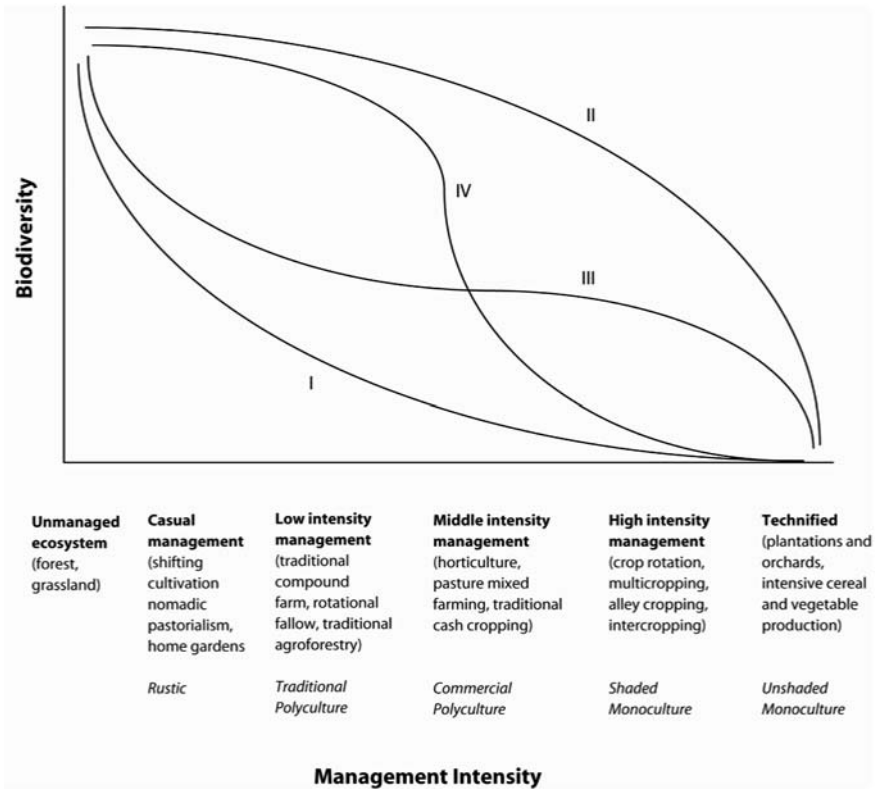 Biodiversity
II
IV
III
I
Unmanaged
ecosystem
(forest,
grassland)
Casual
management
(shifting
cultivation
nomadic
pastorialism,
home gardens
Rustic
Low intensity
management
(traditional
compound
farm, rotational
fallow, traditional
agroforestry)
Traditional
Polyculture
Middle intensity
management
(horticulture,
pasture mixed
farming, traditional
cash cropping)
Commercial
Polyculture
High intensity
management
(crop rotation,
multicropping,
alley cropping,
intercropping)
Shaded
Monoculture
Technified
(plantations and
orchards,
intensive cereal
and vegetable
production)
Unshaded
Monoculture
Management Intensity